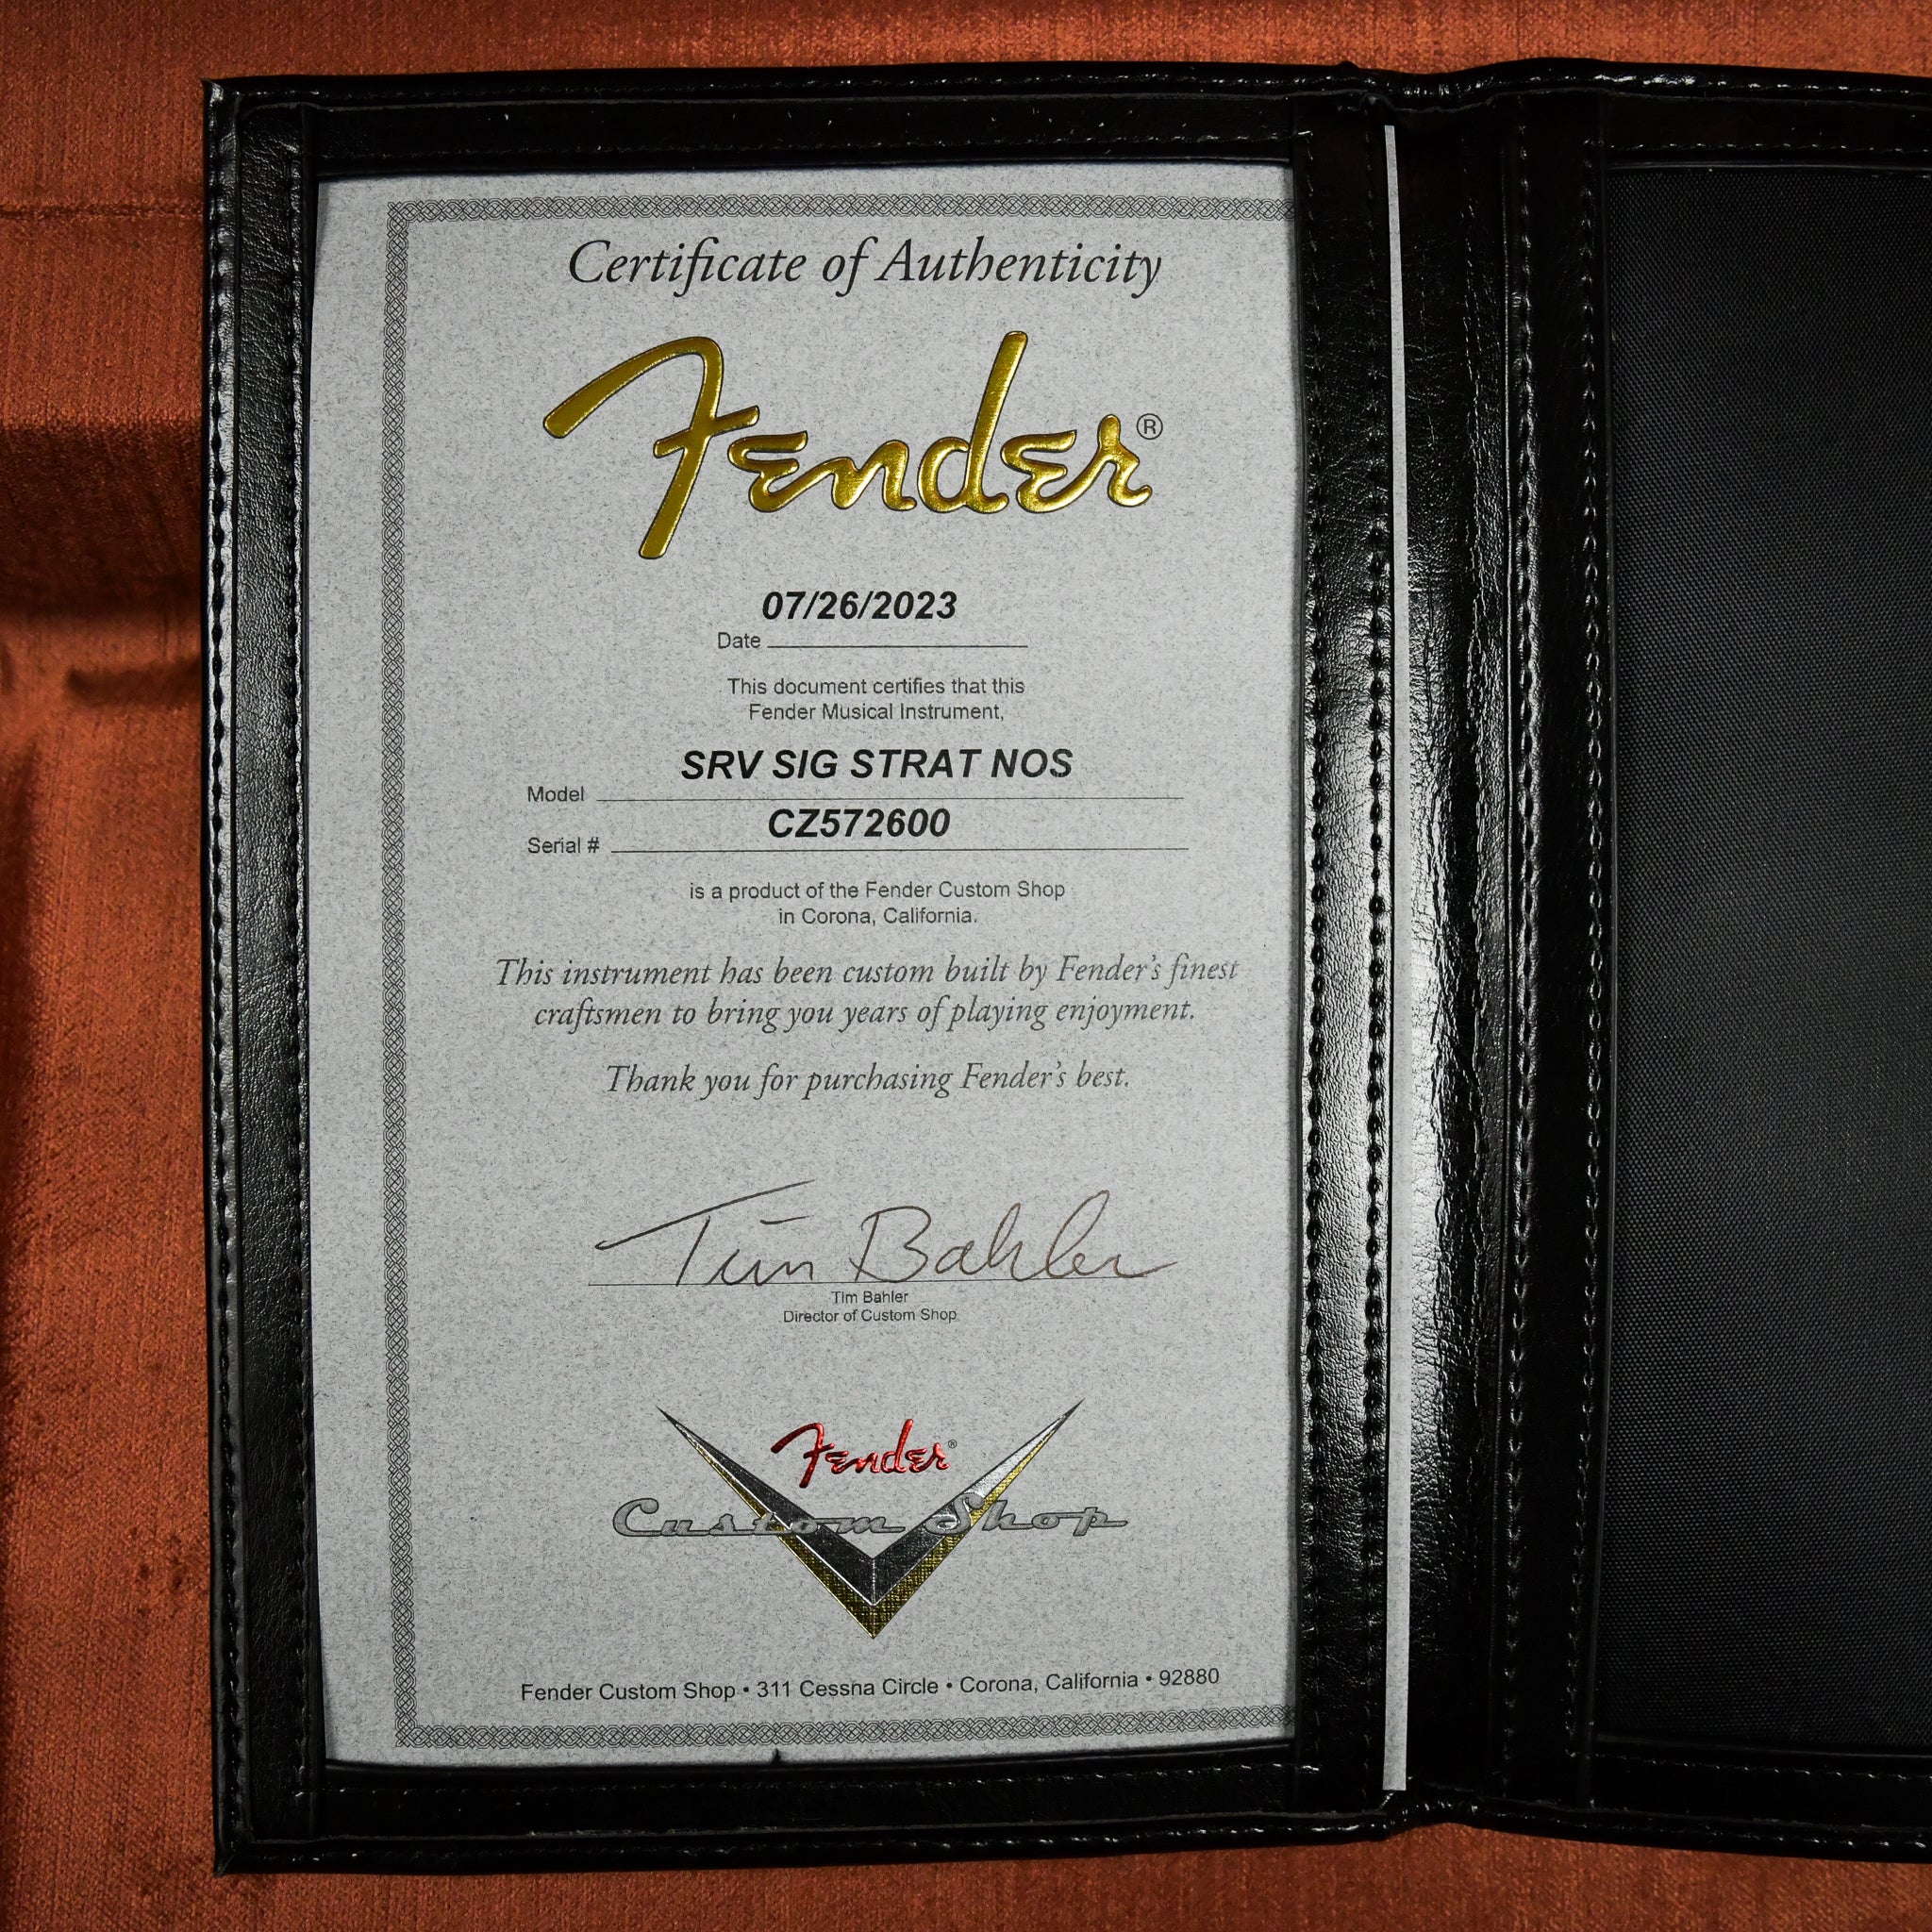 Certificate of Authenticity
Fender®
07/26/2023
Date
This document certifies that this
Fender Musical Instrument,
SRV SIG STRAT NOS
Model
CZ572600
Serial #
is a product of the Fender Custom Shop
in Corona, California.
This instrument has been custom built by Fender's finest
craftsmen to bring you years of playing enjoyment.
Thank you for purchasing Fender's best.
Tim Bahler
Tim Bahler
Director of Custom Shop
Fender®
Custom Shop
Fender Custom Shop • 311 Cessna Circle • Corona, California • 92880